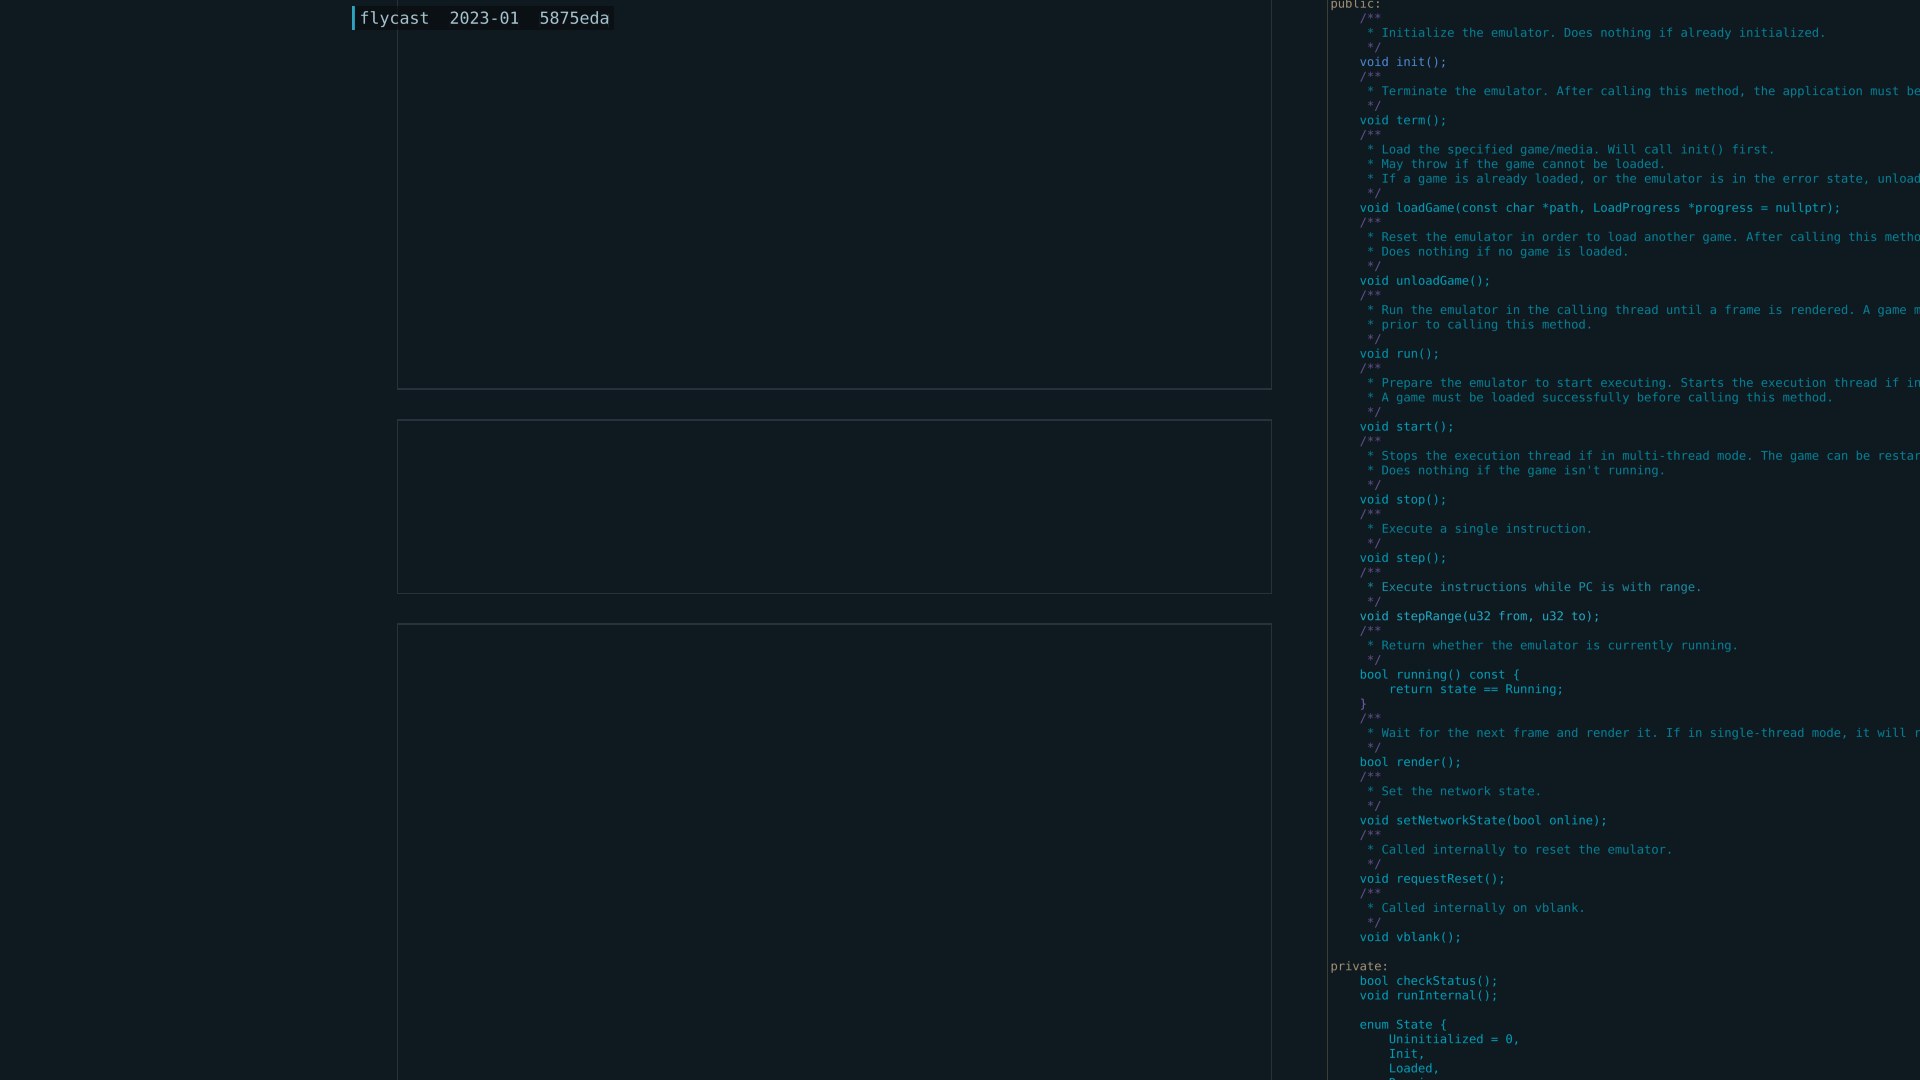 flycast  2023-01  5875eda
public:
    /**
     * Initialize the emulator. Does nothing if already initialized.
     */
    void init();
    /**
     * Terminate the emulator. After calling this method, the application must be
     */
    void term();
    /**
     * Load the specified game/media. Will call init() first.
     * May throw if the game cannot be loaded.
     * If a game is already loaded, or the emulator is in the error state, unload
     */
    void loadGame(const char *path, LoadProgress *progress = nullptr);
    /**
     * Reset the emulator in order to load another game. After calling this metho
     * Does nothing if no game is loaded.
     */
    void unloadGame();
    /**
     * Run the emulator in the calling thread until a frame is rendered. A game m
     * prior to calling this method.
     */
    void run();
    /**
     * Prepare the emulator to start executing. Starts the execution thread if in
     * A game must be loaded successfully before calling this method.
     */
    void start();
    /**
     * Stops the execution thread if in multi-thread mode. The game can be restar
     * Does nothing if the game isn't running.
     */
    void stop();
    /**
     * Execute a single instruction.
     */
    void step();
    /**
     * Execute instructions while PC is with range.
     */
    void stepRange(u32 from, u32 to);
    /**
     * Return whether the emulator is currently running.
     */
    bool running() const {
        return state == Running;
    }
    /**
     * Wait for the next frame and render it. If in single-thread mode, it will r
     */
    bool render();
    /**
     * Set the network state.
     */
    void setNetworkState(bool online);
    /**
     * Called internally to reset the emulator.
     */
    void requestReset();
    /**
     * Called internally on vblank.
     */
    void vblank();

private:
    bool checkStatus();
    void runInternal();

    enum State {
        Uninitialized = 0,
        Init,
        Loaded,